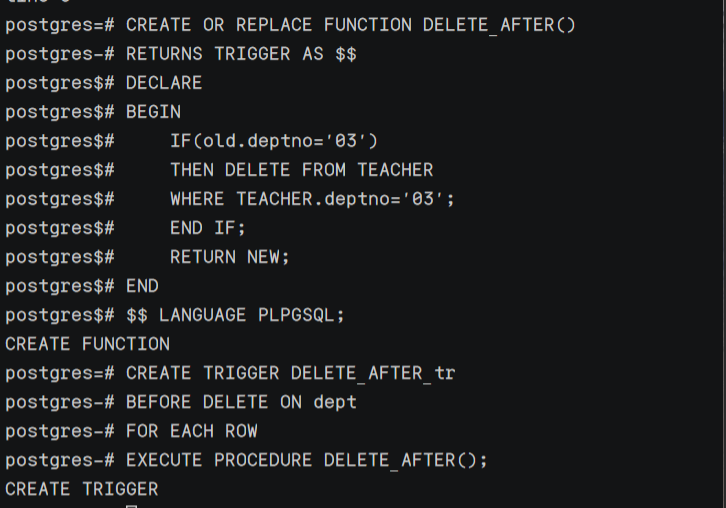 postgres=# CREATE OR REPLACE FUNCTION DELETE_AFTER()
postgres-# RETURNS TRIGGER AS $$
postgres$# DECLARE
postgres$# BEGIN
postgres$#     IF(old.deptno='03')
postgres$#     THEN DELETE FROM TEACHER
postgres$#     WHERE TEACHER.deptno='03';
postgres$#     END IF;
postgres$#     RETURN NEW;
postgres$# END
postgres$# $$ LANGUAGE PLPGSQL;
CREATE FUNCTION
postgres=# CREATE TRIGGER DELETE_AFTER_tr
postgres-# BEFORE DELETE ON dept
postgres-# FOR EACH ROW
postgres-# EXECUTE PROCEDURE DELETE_AFTER();
CREATE TRIGGER